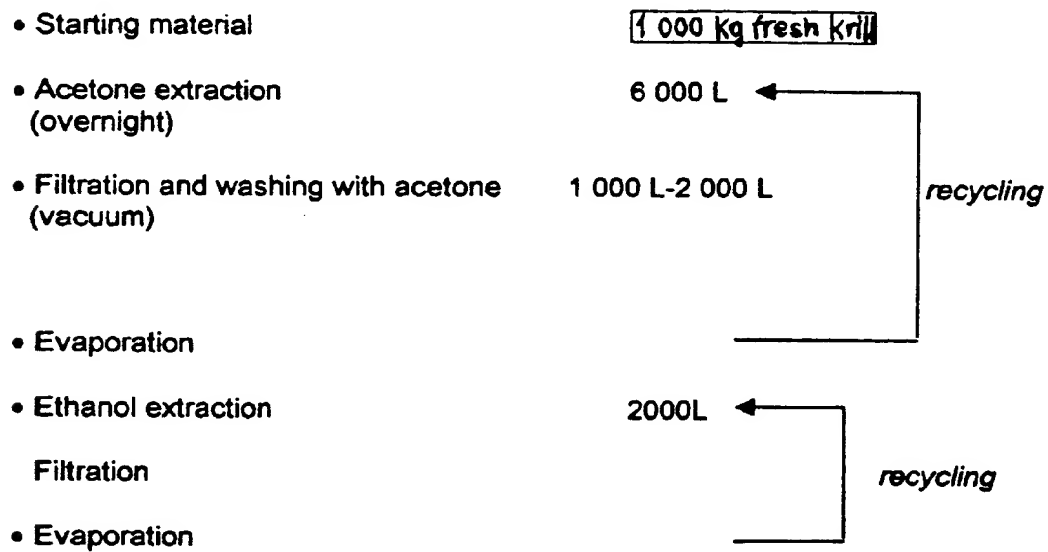 • Starting material 1 000 kg fresh krill
• Acetone extraction 6 000 L
(overnight)
• Filtration and washing with acetone 1 000 L-2 000 L recycling
(vacuum)
• Evaporation
• Ethanol extraction 2000L
Filtration recycling
• Evaporation